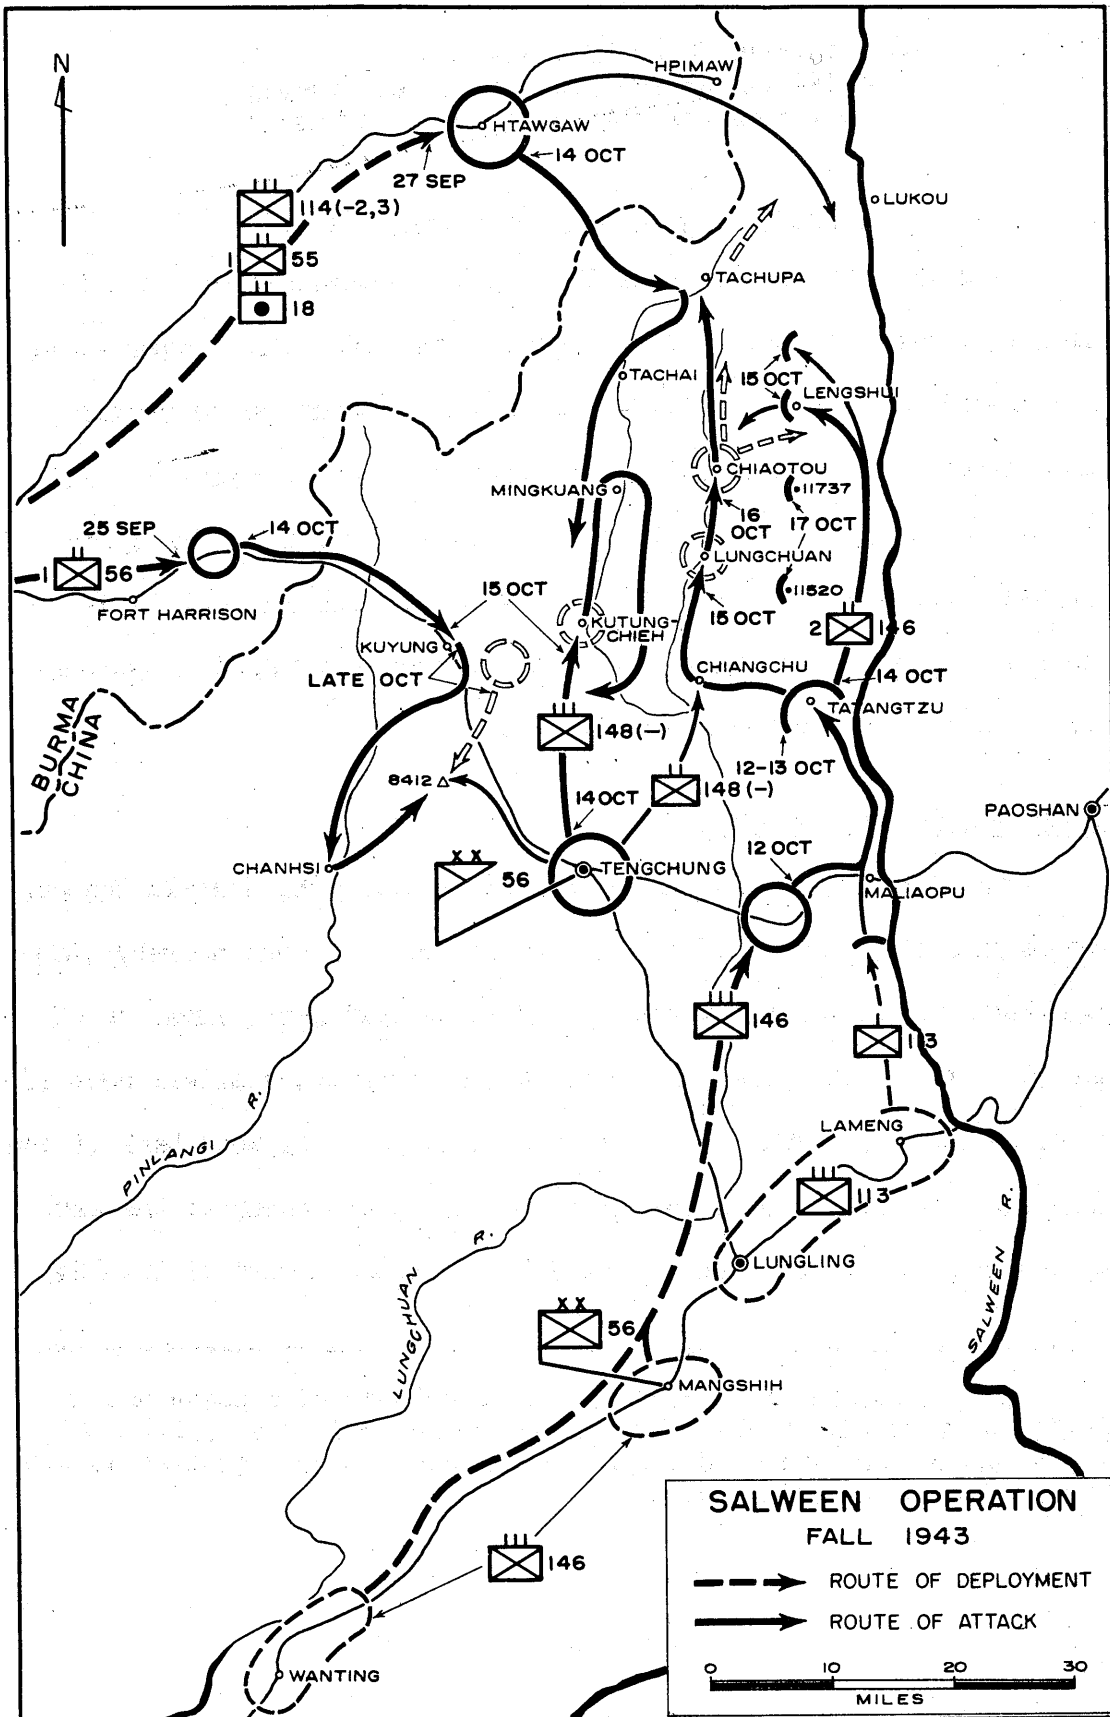 N
HPIMAW
HTAWGAW
14 OCT
27 SEP
114(-2,3)
LUKOU
1 55
18
TACHUPA
TACHAI
15 OCT
LENGSHUI
CHIAOTOU
MINGKUANG
11737
16 OCT
17 OCT
25 SEP
14 OCT
LUNGCHUAN
1 56
FORT HARRISON
15 OCT
15 OCT
11520
KUTUNG-
CHIEH
2 146
KUYUNG
LATE OCT
CHIANGCHU
14 OCT
TATANGTZU
BURMA
CHINA
148(-)
12-13 OCT
8412
148(-)
14 OCT
PAOSHAN
12 OCT
CHANHSI
56
TENGCHUNG
MALIAOPU
146
113
PINLANGI R.
LAMENG
113
SALWEEN R.
LUNGCHUAN R.
LUNGLING
56
MANGSHIH
146
WANTING
SALWEEN OPERATION
FALL 1943
ROUTE OF DEPLOYMENT
ROUTE OF ATTACK
0 10 20 30
MILES